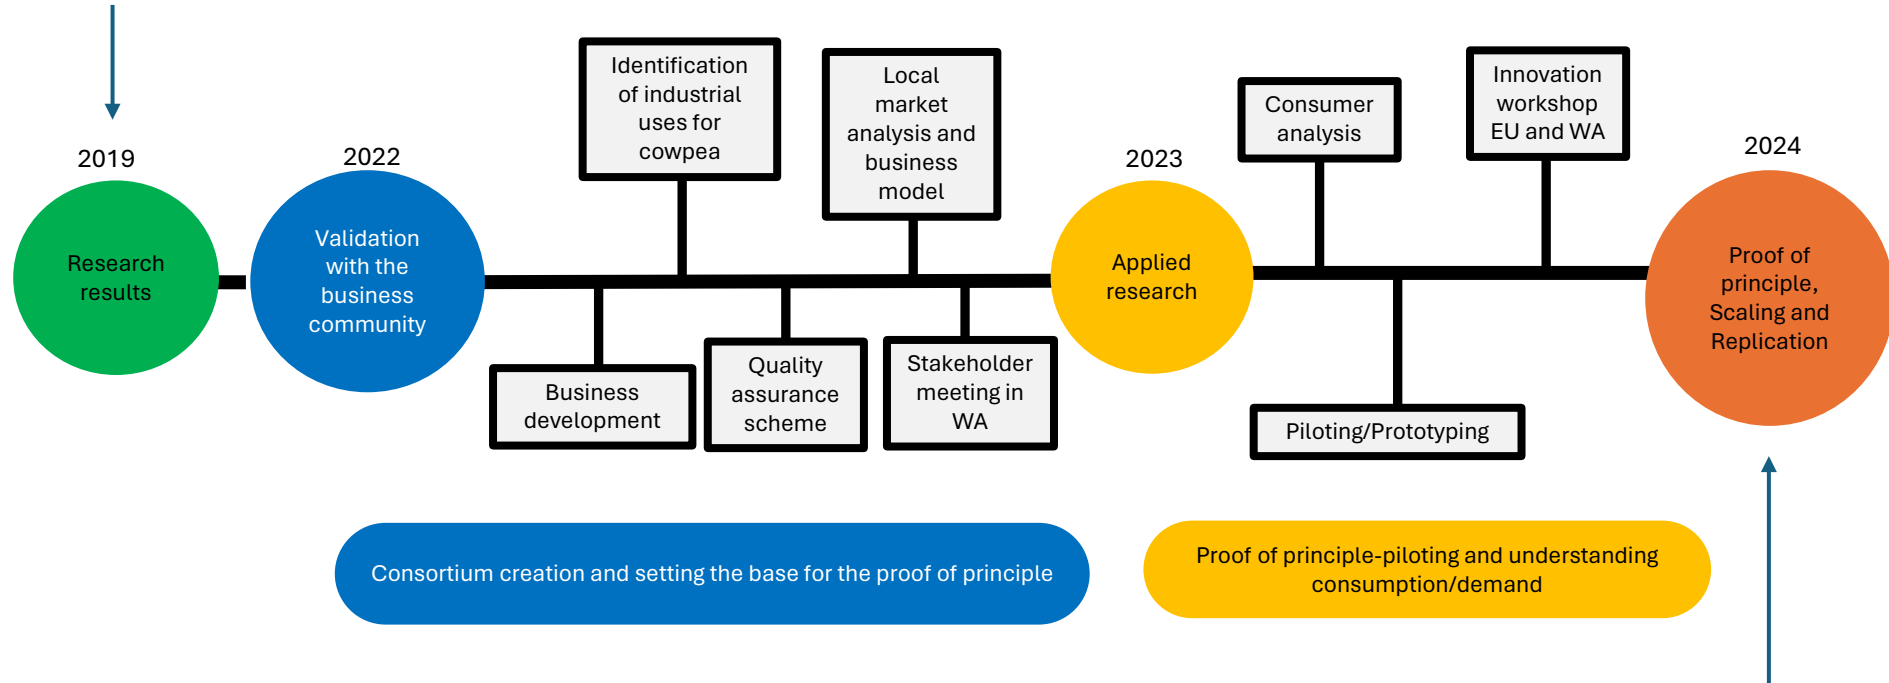 2019
Research
results
2022
Validation
with the
business
community
Identification
of industrial
uses for
cowpea
Local
market
analysis and
business
model
Business
development
Quality
assurance
scheme
Stakeholder
meeting in
WA
2023
Applied
research
Consumer
analysis
Innovation
workshop
EU and WA
Piloting/Prototyping
2024
Proof of
principle,
Scaling and
Replication
Consortium creation and setting the base for the proof of principle
Proof of principle-piloting and understanding
consumption/demand